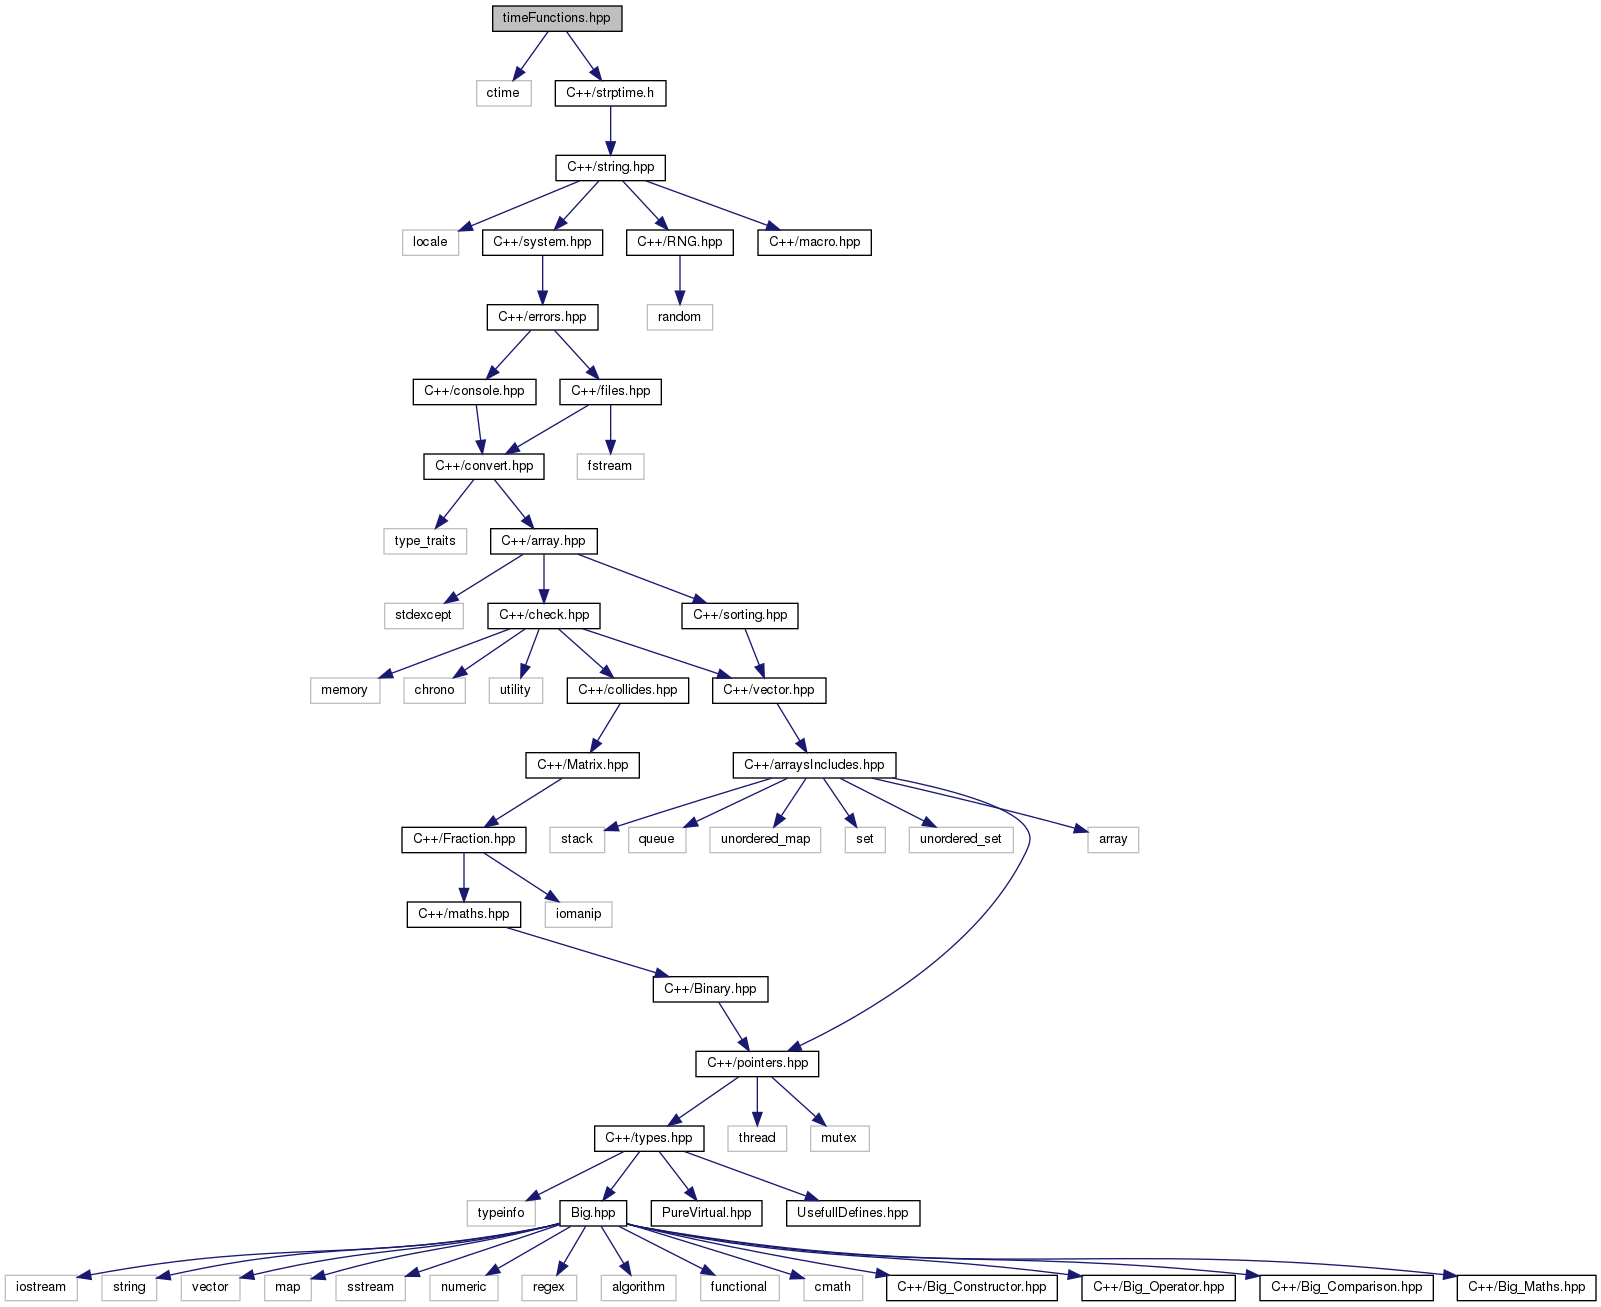 timeFunctions.hpp
ctime
C++/strptime.h
C++/string.hpp
locale
C++/system.hpp
C++/RNG.hpp
C++/macro.hpp
C++/errors.hpp
random
C++/console.hpp
C++/files.hpp
C++/convert.hpp
fstream
type_traits
C++/array.hpp
stdexcept
C++/check.hpp
C++/sorting.hpp
memory
chrono
utility
C++/collides.hpp
C++/vector.hpp
C++/Matrix.hpp
C++/arraysIncludes.hpp
C++/Fraction.hpp
stack
queue
unordered_map
set
unordered_set
array
C++/maths.hpp
iomanip
C++/Binary.hpp
C++/pointers.hpp
C++/types.hpp
thread
mutex
typeinfo
Big.hpp
PureVirtual.hpp
UsefullDefines.hpp
iostream
string
vector
map
sstream
numeric
regex
algorithm
functional
cmath
C++/Big_Constructor.hpp
C++/Big_Operator.hpp
C++/Big_Comparison.hpp
C++/Big_Maths.hpp